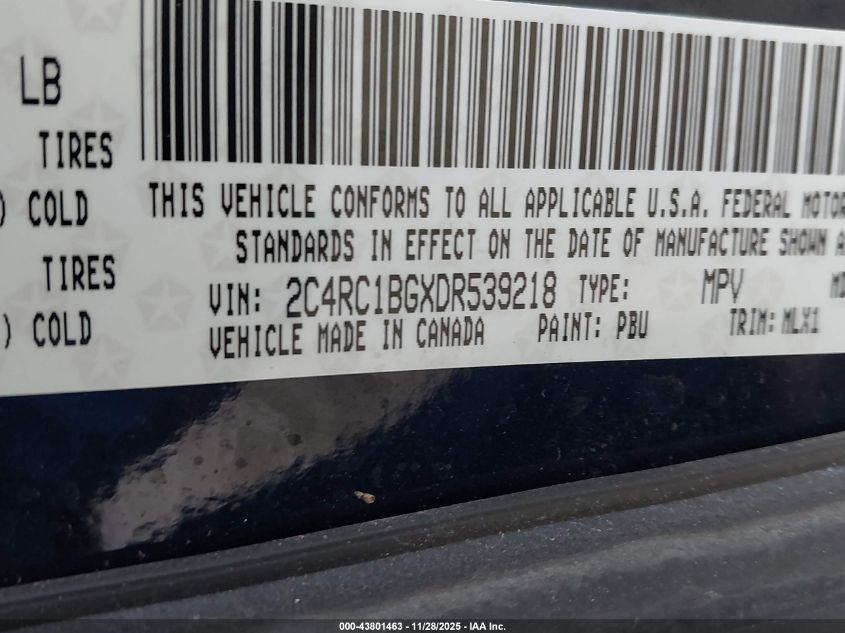 LB
TIRES
) COLD
THIS VEHICLE CONFORMS TO ALL APPLICABLE U.S.A. FEDERAL MOTOR
STANDARDS IN EFFECT ON THE DATE OF MANUFACTURE SHOWN A
TIRES
VIN: 2C4RC1BGXDR539218 TYPE: MPV MD
) COLD
VEHICLE MADE IN CANADA PAINT: PBU TRIM: MLX1
000-43801463 - 11/28/2025 - IAA Inc.